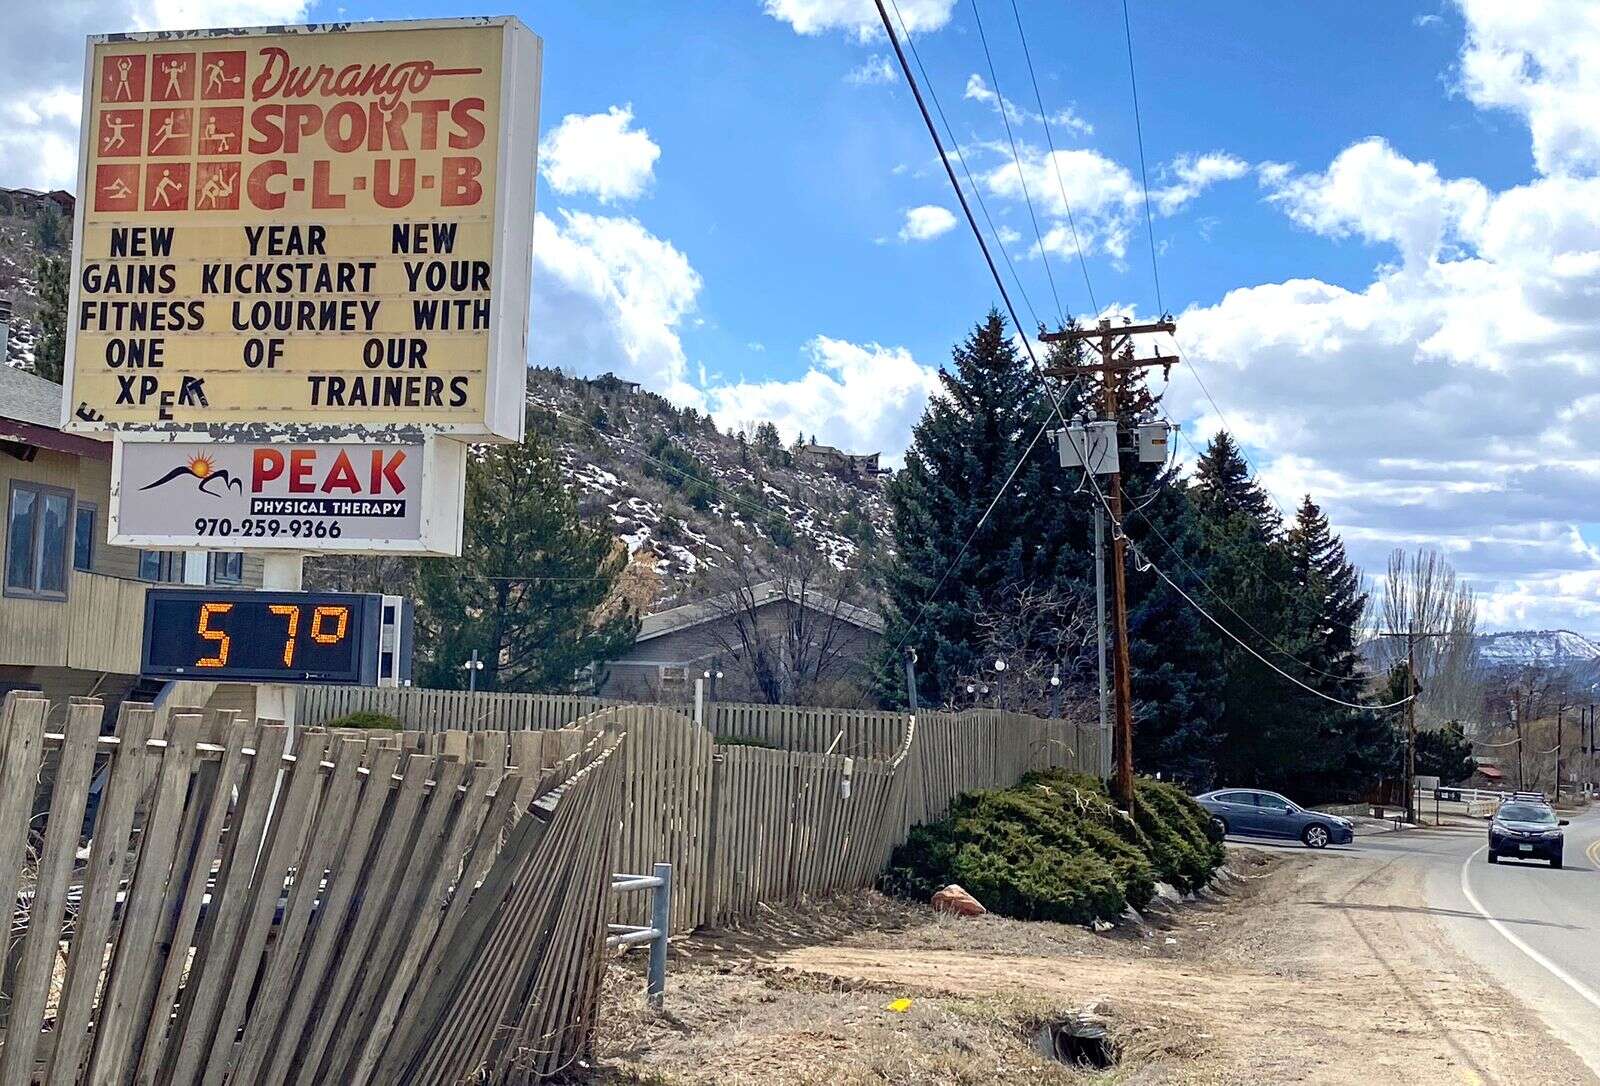 Durango
SPORTS
C·L·U·B
NEW YEAR NEW
GAINS KICKSTART YOUR
FITNESS LOURNEY WITH
ONE OF OUR
EXPERT TRAINERS
PEAK
PHYSICAL THERAPY
970-259-9366
57°